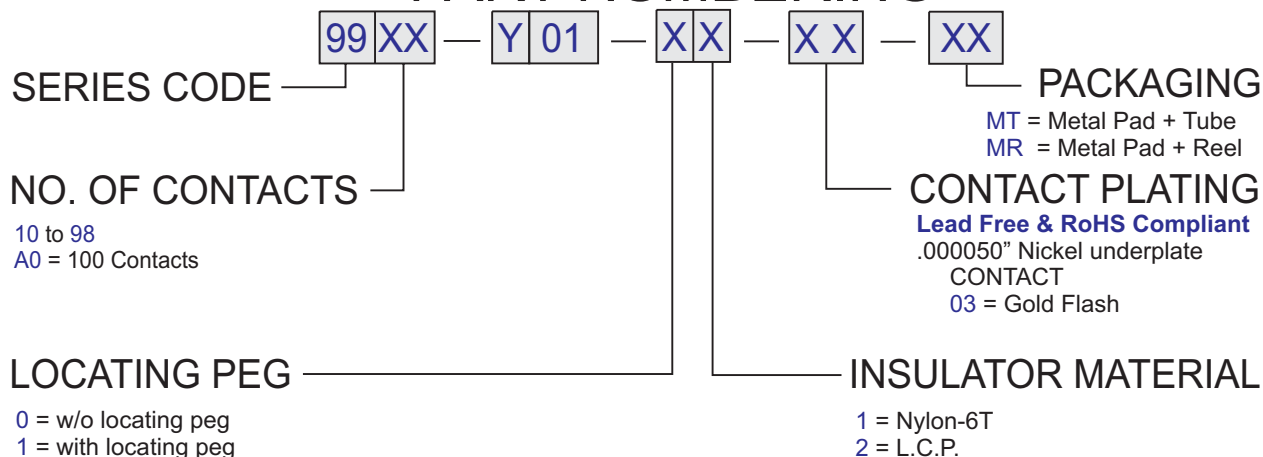 99 XX — Y 01 — X X — X X — XX
SERIES CODE
PACKAGING
MT = Metal Pad + Tube
MR = Metal Pad + Reel
NO. OF CONTACTS
10 to 98
A0 = 100 Contacts
CONTACT PLATING
Lead Free & RoHS Compliant
.000050” Nickel underplate
CONTACT
03 = Gold Flash
LOCATING PEG
0 = w/o locating peg
1 = with locating peg
INSULATOR MATERIAL
1 = Nylon-6T
2 = L.C.P.